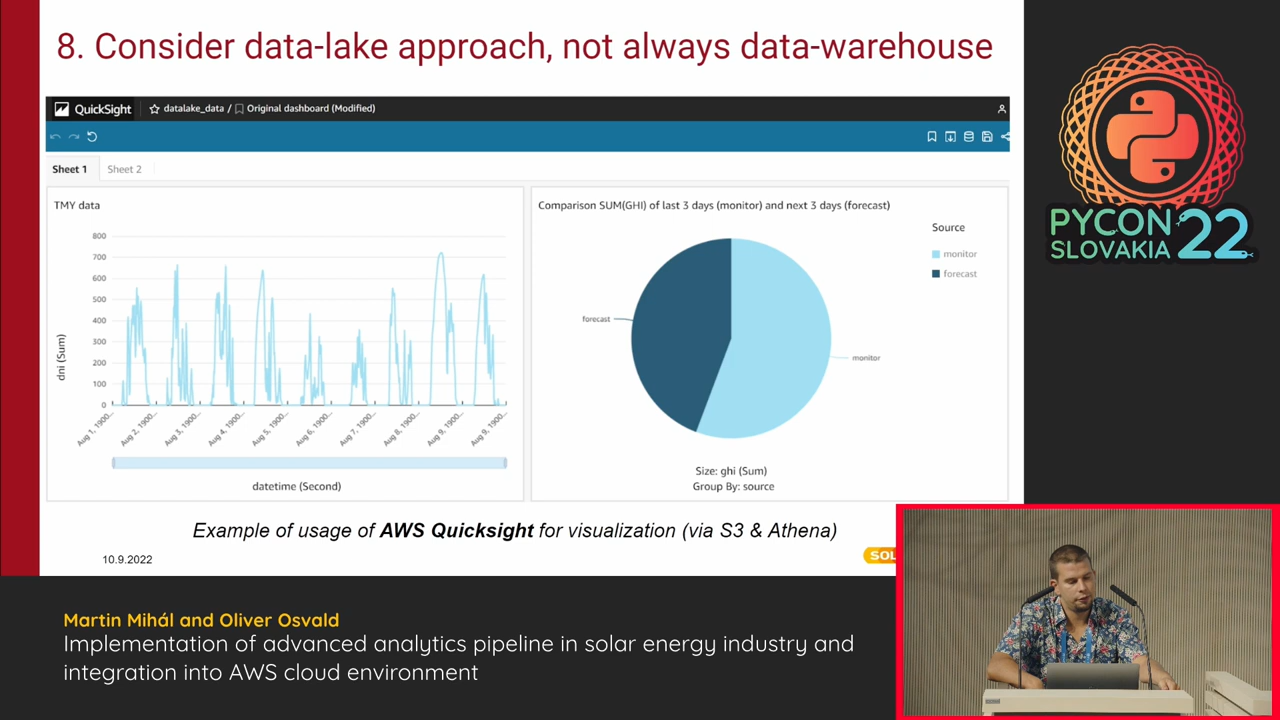 8. Consider data-lake approach, not always data-warehouse
QuickSight
datalake_data / Original dashboard (Modified)
Sheet 1
Sheet 2
TMY data
800
700
600
500
400
300
200
100
0
dni (Sum)
Aug 1, 1900...
Aug 2, 1900...
Aug 3, 1900...
Aug 4, 1900...
Aug 5, 1900...
Aug 6, 1900...
Aug 7, 1900...
Aug 8, 1900...
Aug 9, 1900...
Aug 9, 1900...
datetime (Second)
Comparison SUM(GHI) of last 3 days (monitor) and next 3 days (forecast)
Source
monitor
forecast
forecast
monitor
Size: ghi (Sum)
Group By: source
Example of usage of AWS Quicksight for visualization (via S3 & Athena)
10.9.2022
SOL
PYCON
SLOVAKIA 22
Martin Mihál and Oliver Osvald
Implementation of advanced analytics pipeline in solar energy industry and
integration into AWS cloud environment